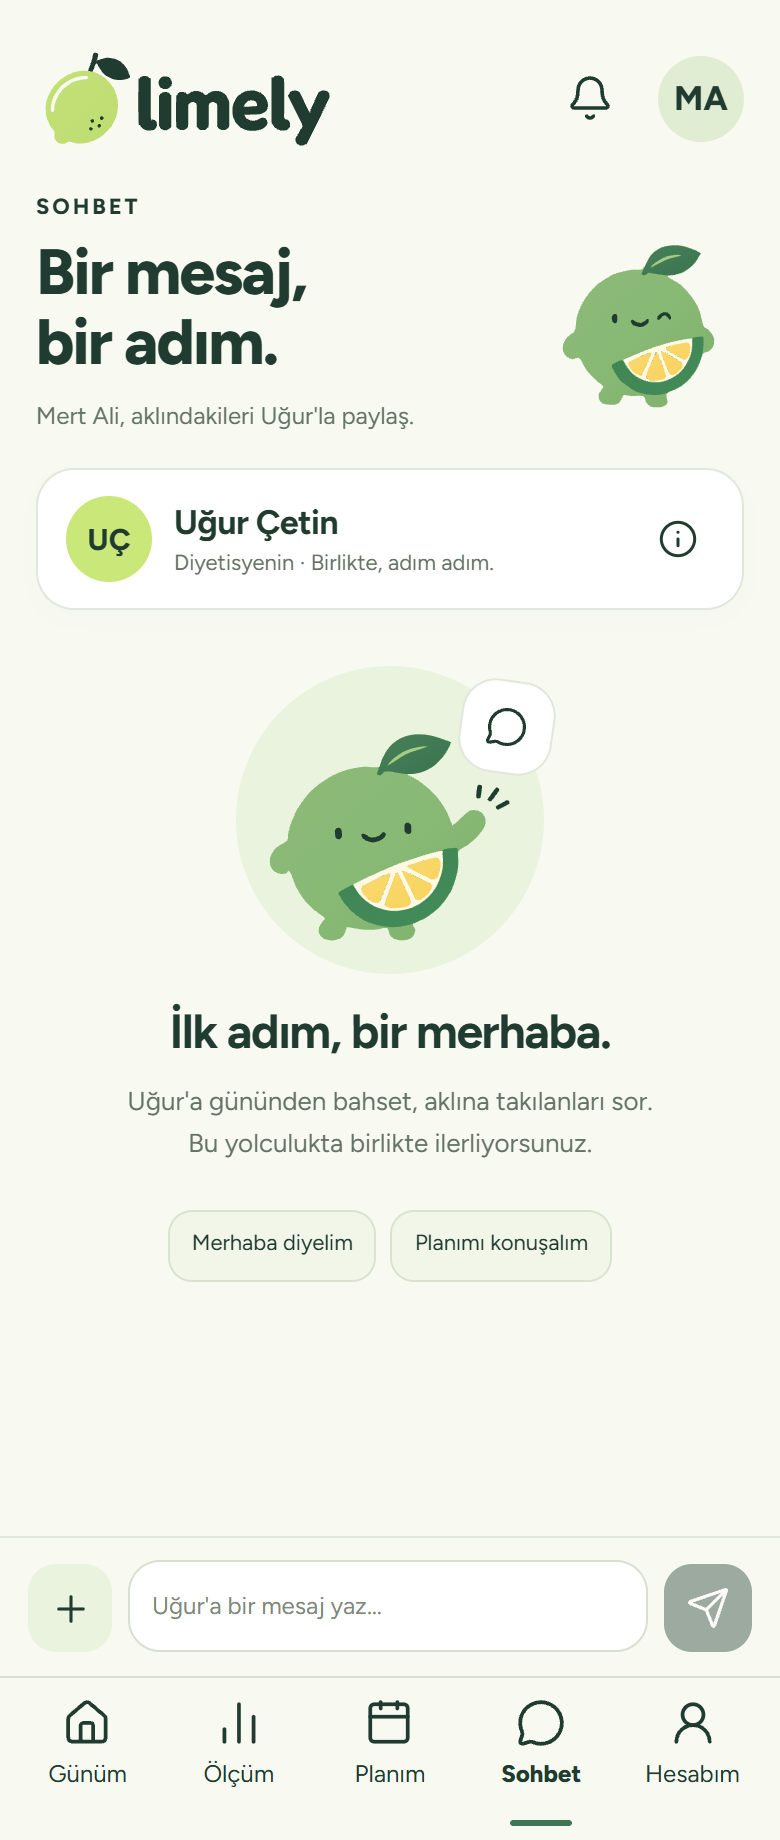 limely
MA
SOHBET
Bir mesaj,
bir adım.
Mert Ali, aklındakileri Uğur'la paylaş.
UÇ
Uğur Çetin
Diyetisyenin · Birlikte, adım adım.
İlk adım, bir merhaba.
Uğur'a gününden bahset, aklına takılanları sor.
Bu yolculukta birlikte ilerliyorsunuz.
Merhaba diyelim
Planımı konuşalım
Uğur'a bir mesaj yaz...
Günüm
Ölçüm
Planım
Sohbet
Hesabım